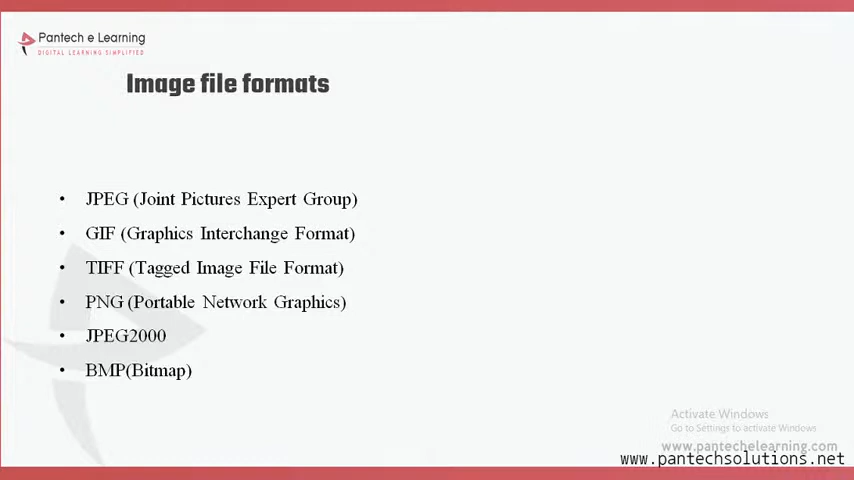 Pantech e Learning
DIGITAL LEARNING SIMPLIFIED
Image file formats
• JPEG (Joint Pictures Expert Group)
• GIF (Graphics Interchange Format)
• TIFF (Tagged Image File Format)
• PNG (Portable Network Graphics)
• JPEG2000
• BMP(Bitmap)
Activate Windows
Go to Settings to activate Windows
www.pantechelearning.com
www.pantechsolutions.net